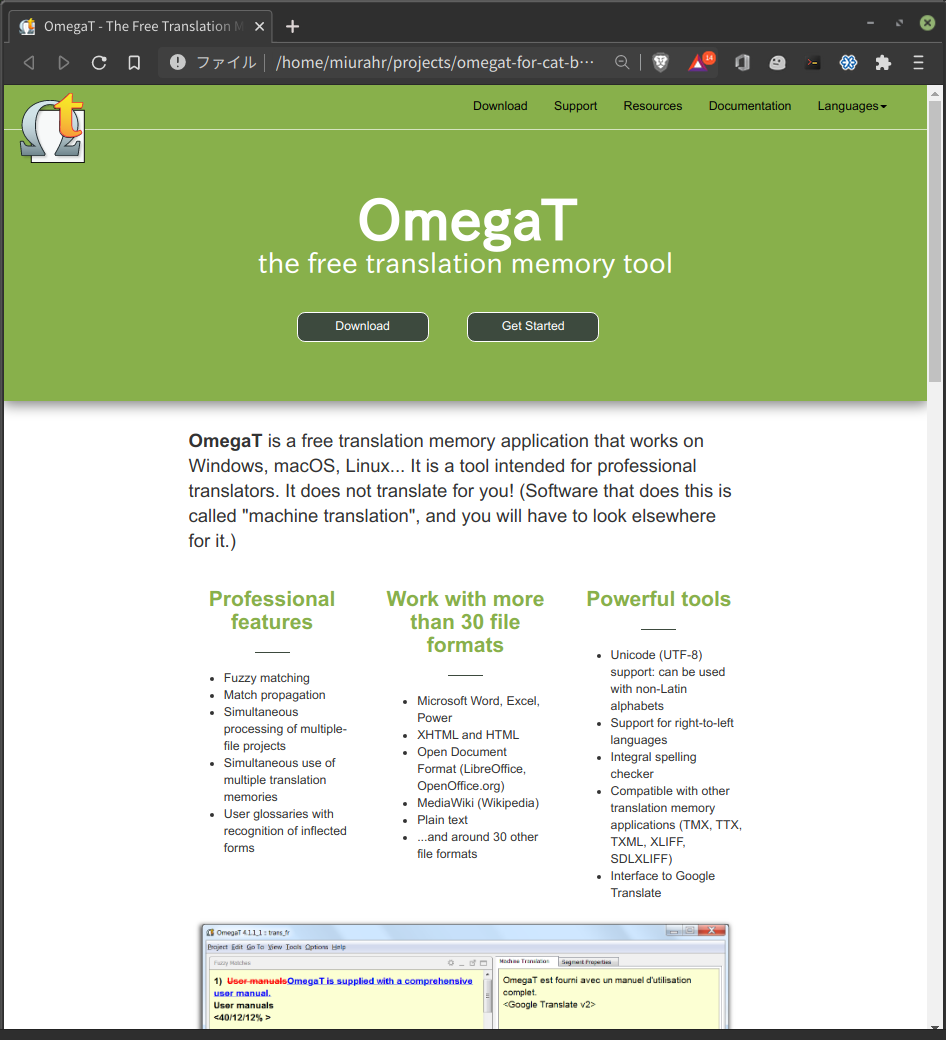 OmegaT - The Free Translation M
ファイル
/home/miurahr/projects/omegat-for-cat-b…
14
Download Support Resources Documentation Languages
Ωt
OmegaT
the free translation memory tool
Download Get Started
OmegaT is a free translation memory application that works on
Windows, macOS, Linux... It is a tool intended for professional
translators. It does not translate for you! (Software that does this is
called "machine translation", and you will have to look elsewhere
for it.)
Professional
features
Fuzzy matching
Match propagation
Simultaneous
processing of multiple-
file projects
Simultaneous use of
multiple translation
memories
User glossaries with
recognition of inflected
forms
Work with more
than 30 file
formats
Microsoft Word, Excel,
Power
XHTML and HTML
Open Document
Format (LibreOffice,
OpenOffice.org)
MediaWiki (Wikipedia)
Plain text
...and around 30 other
file formats
Powerful tools
Unicode (UTF-8)
support: can be used
with non-Latin
alphabets
Support for right-to-left
languages
Integral spelling
checker
Compatible with other
translation memory
applications (TMX, TTX,
TXML, XLIFF,
SDLXLIFF)
Interface to Google
Translate
OmegaT 4.1.1_1 :: trans_fr
Project Edit Go To View Tools Options Help
Fuzzy Matches
1) User manualsOmegaT is supplied with a comprehensive
user manual.
User manuals
<40/12/12% >
Machine Translation Segment Properties
OmegaT est fourni avec un manuel d'utilisation
complet.
<Google Translate v2>